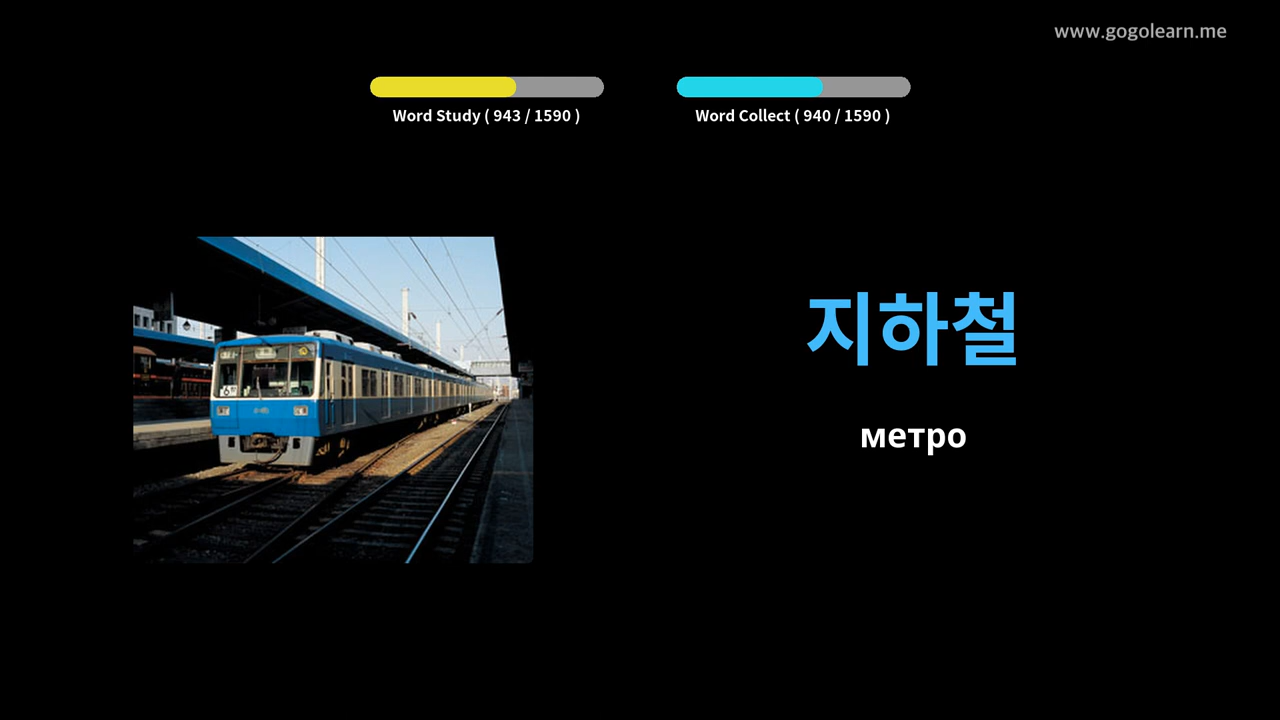 www.gogolearn.me
Word Study ( 943 / 1590 )
Word Collect ( 940 / 1590 )
지하철
метро